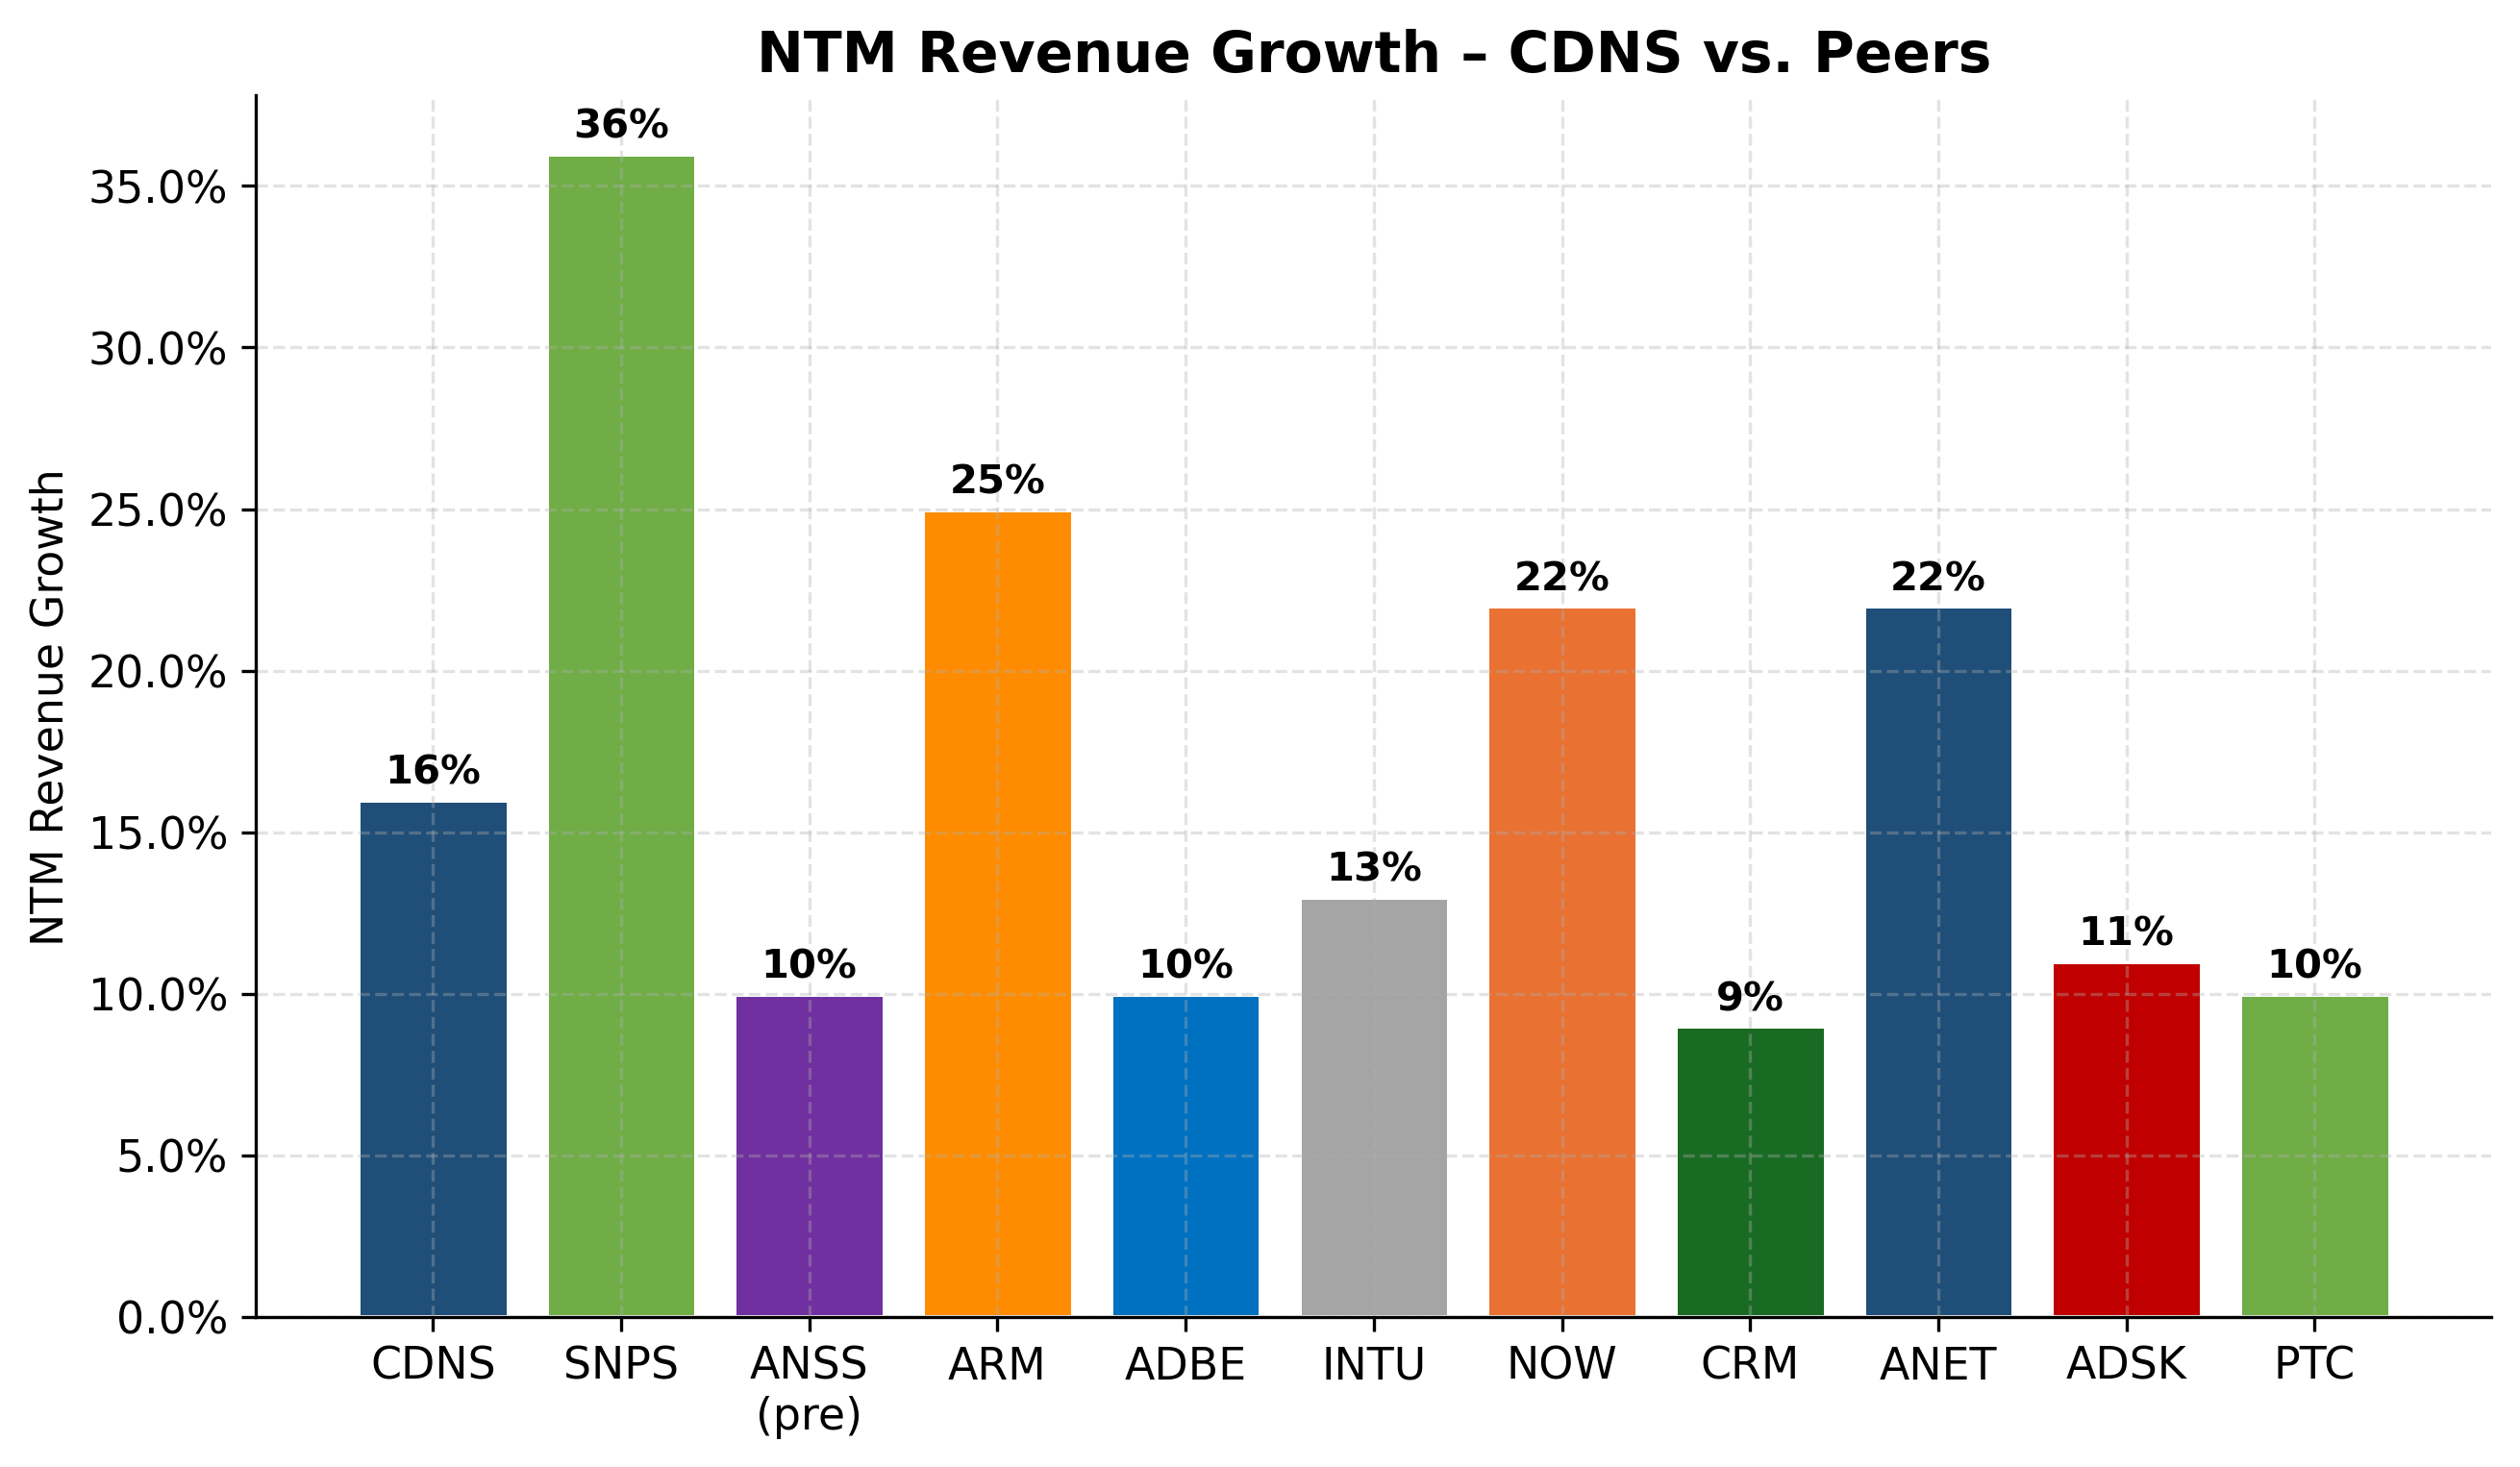 NTM Revenue Growth – CDNS vs. Peers
NTM Revenue Growth
35.0%
30.0%
25.0%
20.0%
15.0%
10.0%
5.0%
0.0%
16%
36%
10%
25%
10%
13%
22%
9%
22%
11%
10%
CDNS
SNPS
ANSS
(pre)
ARM
ADBE
INTU
NOW
CRM
ANET
ADSK
PTC